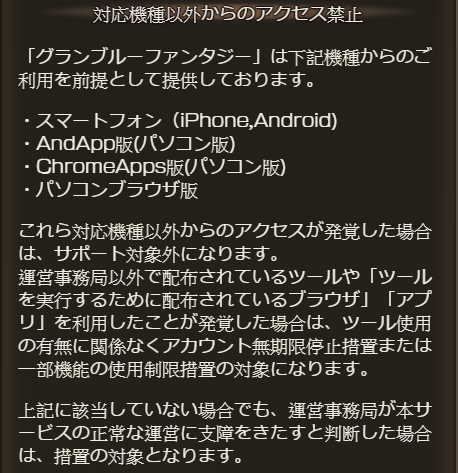 対応機種以外からのアクセス禁止
「グランブルーファンタジー」は下記機種からのご
利用を前提として提供しております。
・スマートフォン（iPhone,Android)
・AndApp版(パソコン版)
・ChromeApps版(パソコン版)
・パソコンブラウザ版
これら対応機種以外からのアクセスが発覚した場合
は、サポート対象外になります。
運営事務局以外で配布されているツールや「ツール
を実行するために配布されているブラウザ」「アプ
リ」を利用したことが発覚した場合は、ツール使用
の有無に関係なくアカウント無期限停止措置または
一部機能の使用制限措置の対象になります。
上記に該当していない場合でも、運営事務局が本サ
ービスの正常な運営に支障をきたすと判断した場合
は、措置の対象となります。